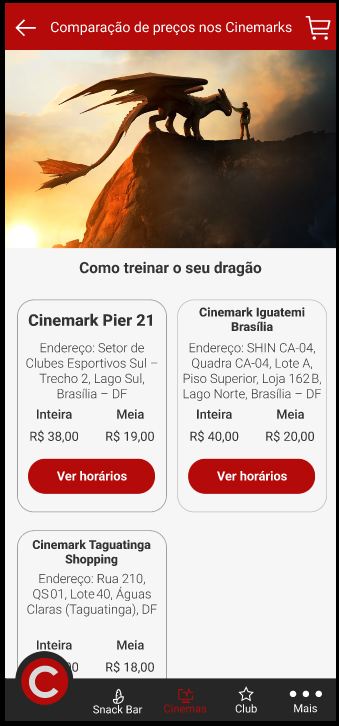 Comparação de preços nos Cinemarks
Como treinar o seu dragão
Cinemark Pier 21
Endereço: Setor de
Clubes Esportivos Sul –
Trecho 2, Lago Sul,
Brasília – DF
Inteira Meia
R$ 38,00 R$ 19,00
Ver horários
Cinemark Iguatemi
Brasília
Endereço: SHIN CA-04,
Quadra CA-04, Lote A,
Piso Superior, Loja 162 B,
Lago Norte, Brasília – DF
Inteira Meia
R$ 40,00 R$ 20,00
Ver horários
Cinemark Taguatinga
Shopping
Endereço: Rua 210,
QS 01, Lote 40, Águas
Claras (Taguatinga), DF
Inteira Meia
R$ 18,00
C
Snack Bar Cinemas Club Mais